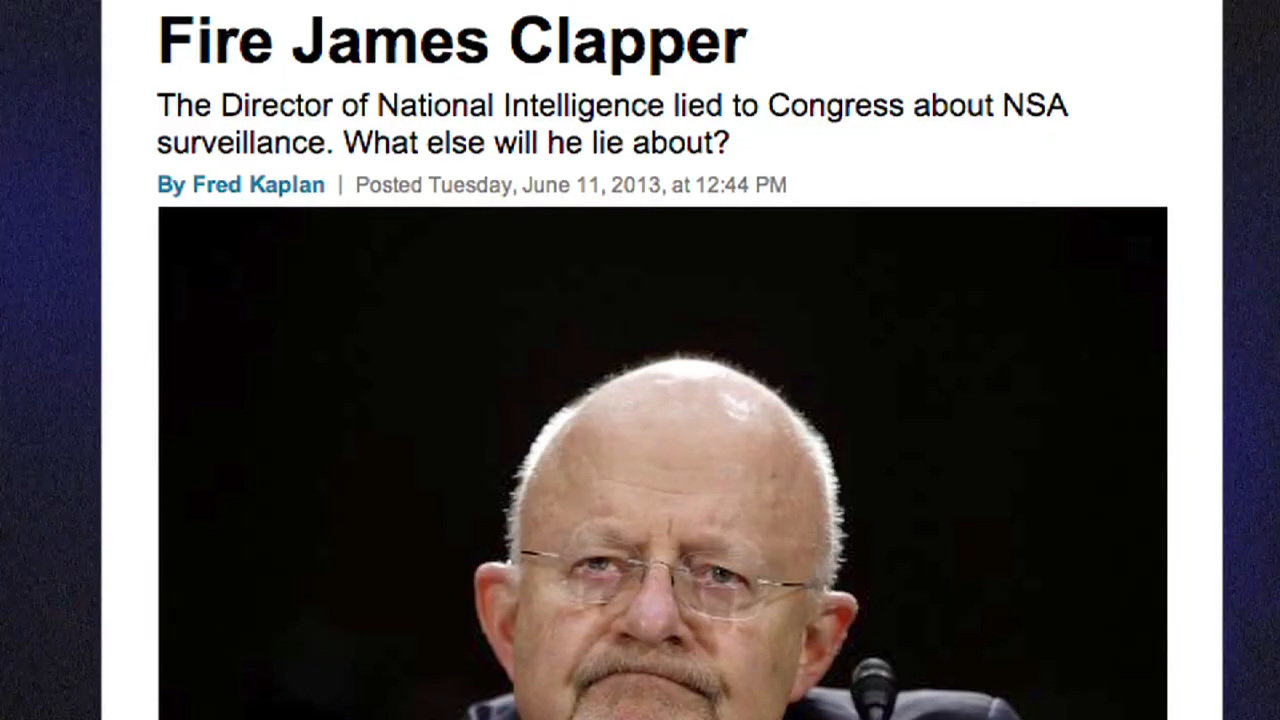 Fire James Clapper
The Director of National Intelligence lied to Congress about NSA
surveillance. What else will he lie about?
By Fred Kaplan | Posted Tuesday, June 11, 2013, at 12:44 PM